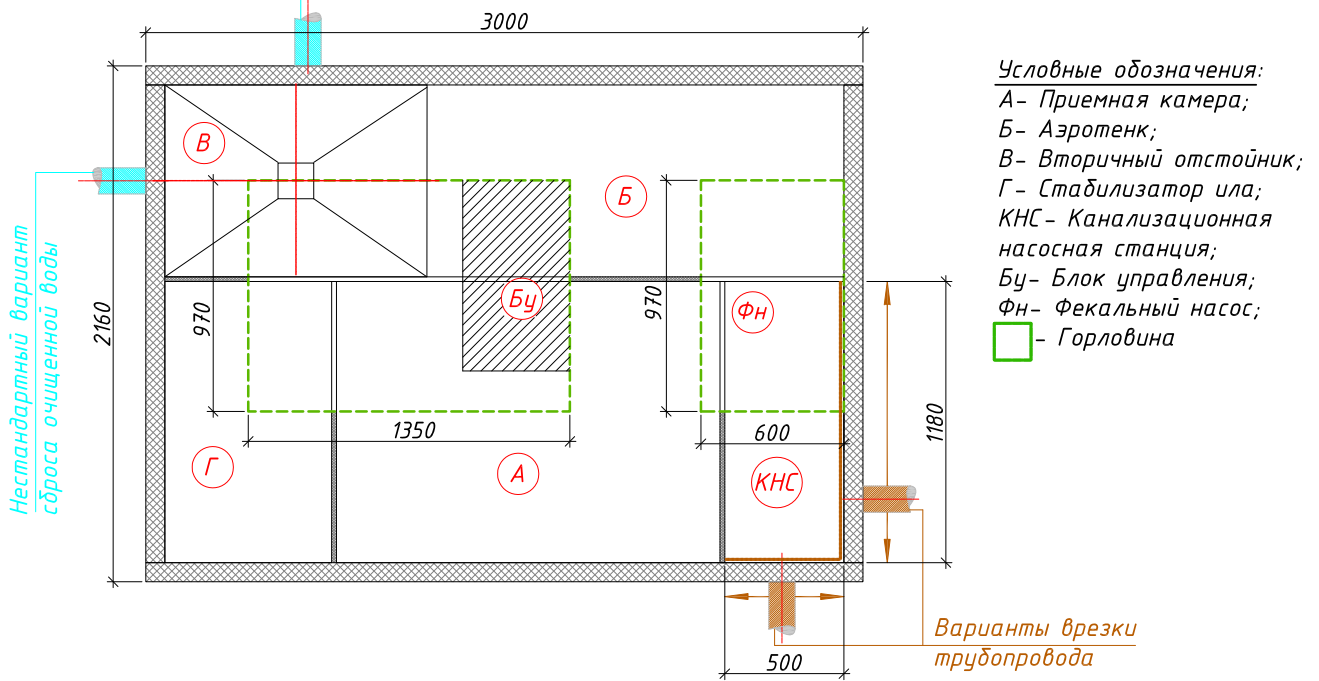 3000
Условные обозначения:
А- Приемная камера;
Б- Аэротенк;
В- Вторичный отстойник;
Г- Стабилизатор ила;
КНС- Канализационная
насосная станция;
Бу- Блок управления;
Фн- Фекальный насос;
- Горловина
Нестандартный вариант
сброса очищенной воды
2160
В
Б
970
Бу
970
Фн
1350
600
1180
Г
А
КНС
500
Варианты врезки
трубопровода